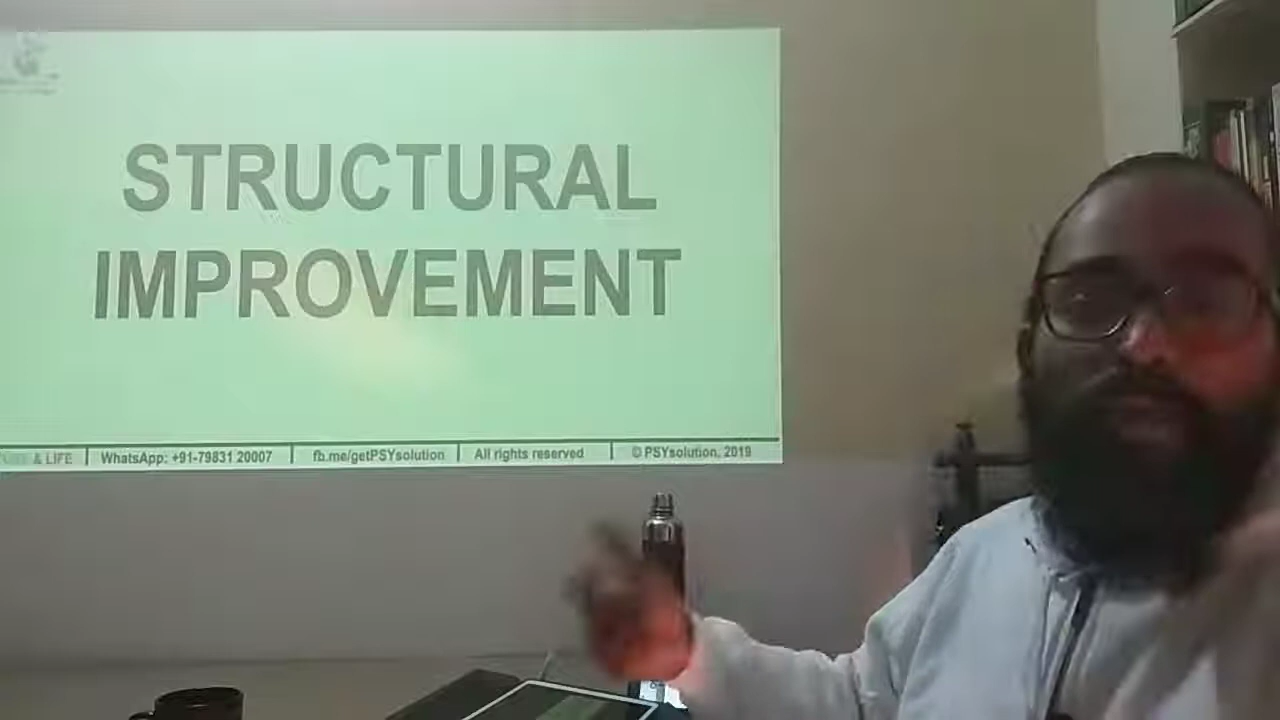 STRUCTURAL
IMPROVEMENT
& LIFE
WhatsApp: +91-79831 20007
fb.me/getPSYsolution
All rights reserved
© PSYsolution, 2019